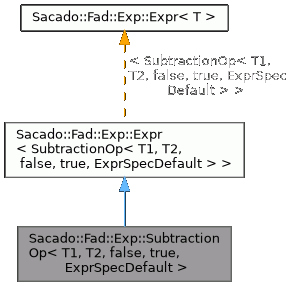 Sacado::Fad::Exp::Expr< T >
< SubtractionOp< T1,
T2, false, true, ExprSpec
Default > >
Sacado::Fad::Exp::Expr
< SubtractionOp< T1, T2,
false, true, ExprSpecDefault > >
Sacado::Fad::Exp::Subtraction
Op< T1, T2, false, true,
ExprSpecDefault >